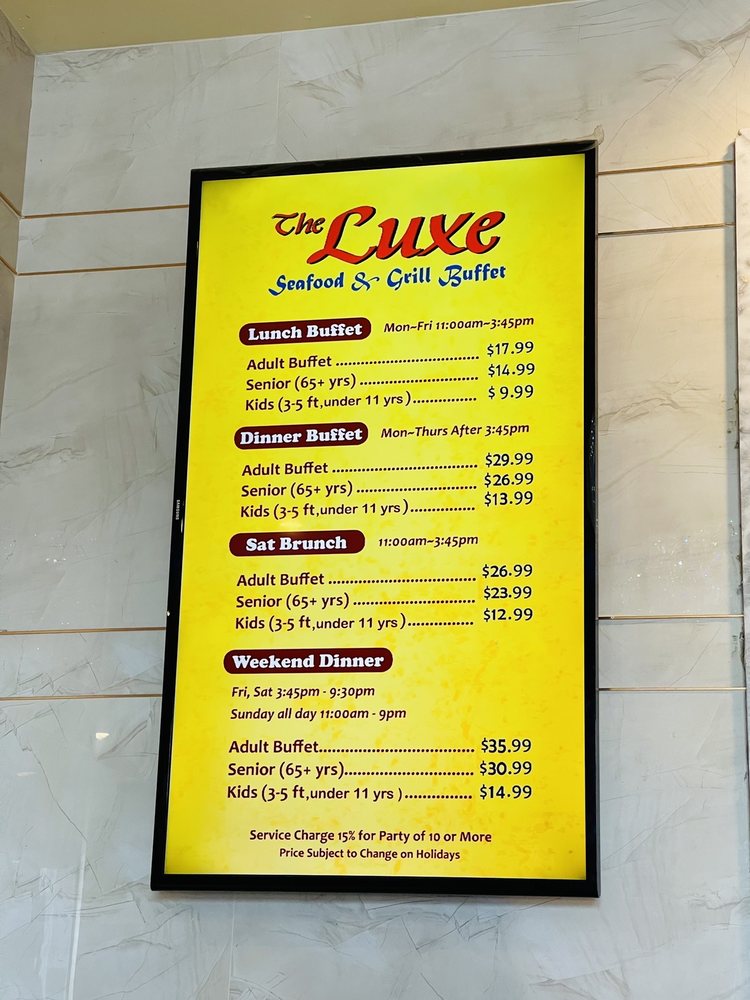 The Luxe
Seafood & Grill Buffet
Lunch Buffet Mon~Fri 11:00am~3:45pm
Adult Buffet ................................ $17.99
Senior (65+ yrs) .......................... $14.99
Kids (3-5 ft,under 11 yrs)............... $ 9.99
Dinner Buffet Mon~Thurs After 3:45pm
Adult Buffet ................................ $29.99
Senior (65+ yrs) .......................... $26.99
Kids (3-5 ft,under 11 yrs)............... $13.99
Sat Brunch 11:00am~3:45pm
Adult Buffet ................................ $26.99
Senior (65+ yrs) .......................... $23.99
Kids (3-5 ft,under 11 yrs)............... $12.99
Weekend Dinner
Fri, Sat 3:45pm - 9:30pm
Sunday all day 11:00am - 9pm
Adult Buffet.................................. $35.99
Senior (65+ yrs)............................ $30.99
Kids (3-5 ft,under 11 yrs )............... $14.99
Service Charge 15% for Party of 10 or More
Price Subject to Change on Holidays
SAMSUNG